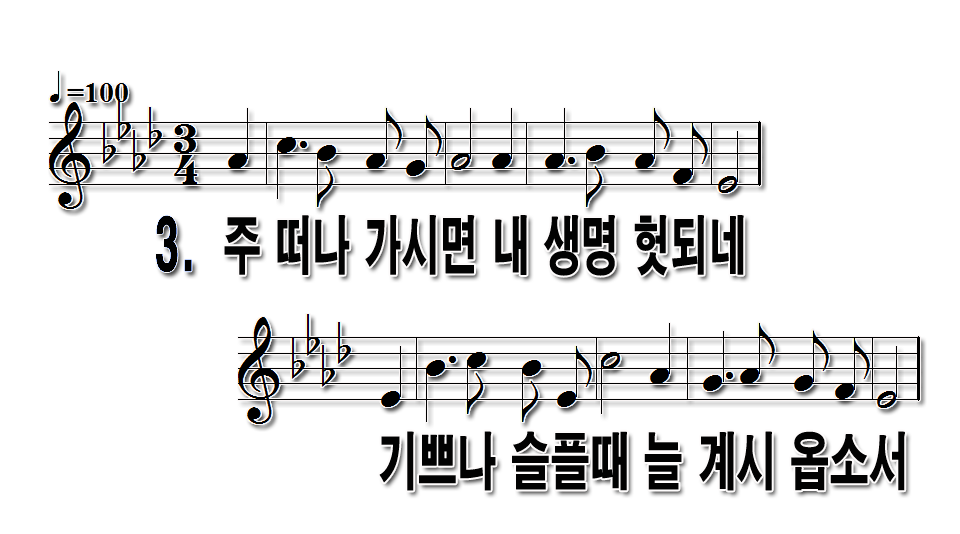 ♩=100
3. 주 떠나 가시면 내 생명 헛되네
기쁘나 슬플때 늘 계시 옵소서